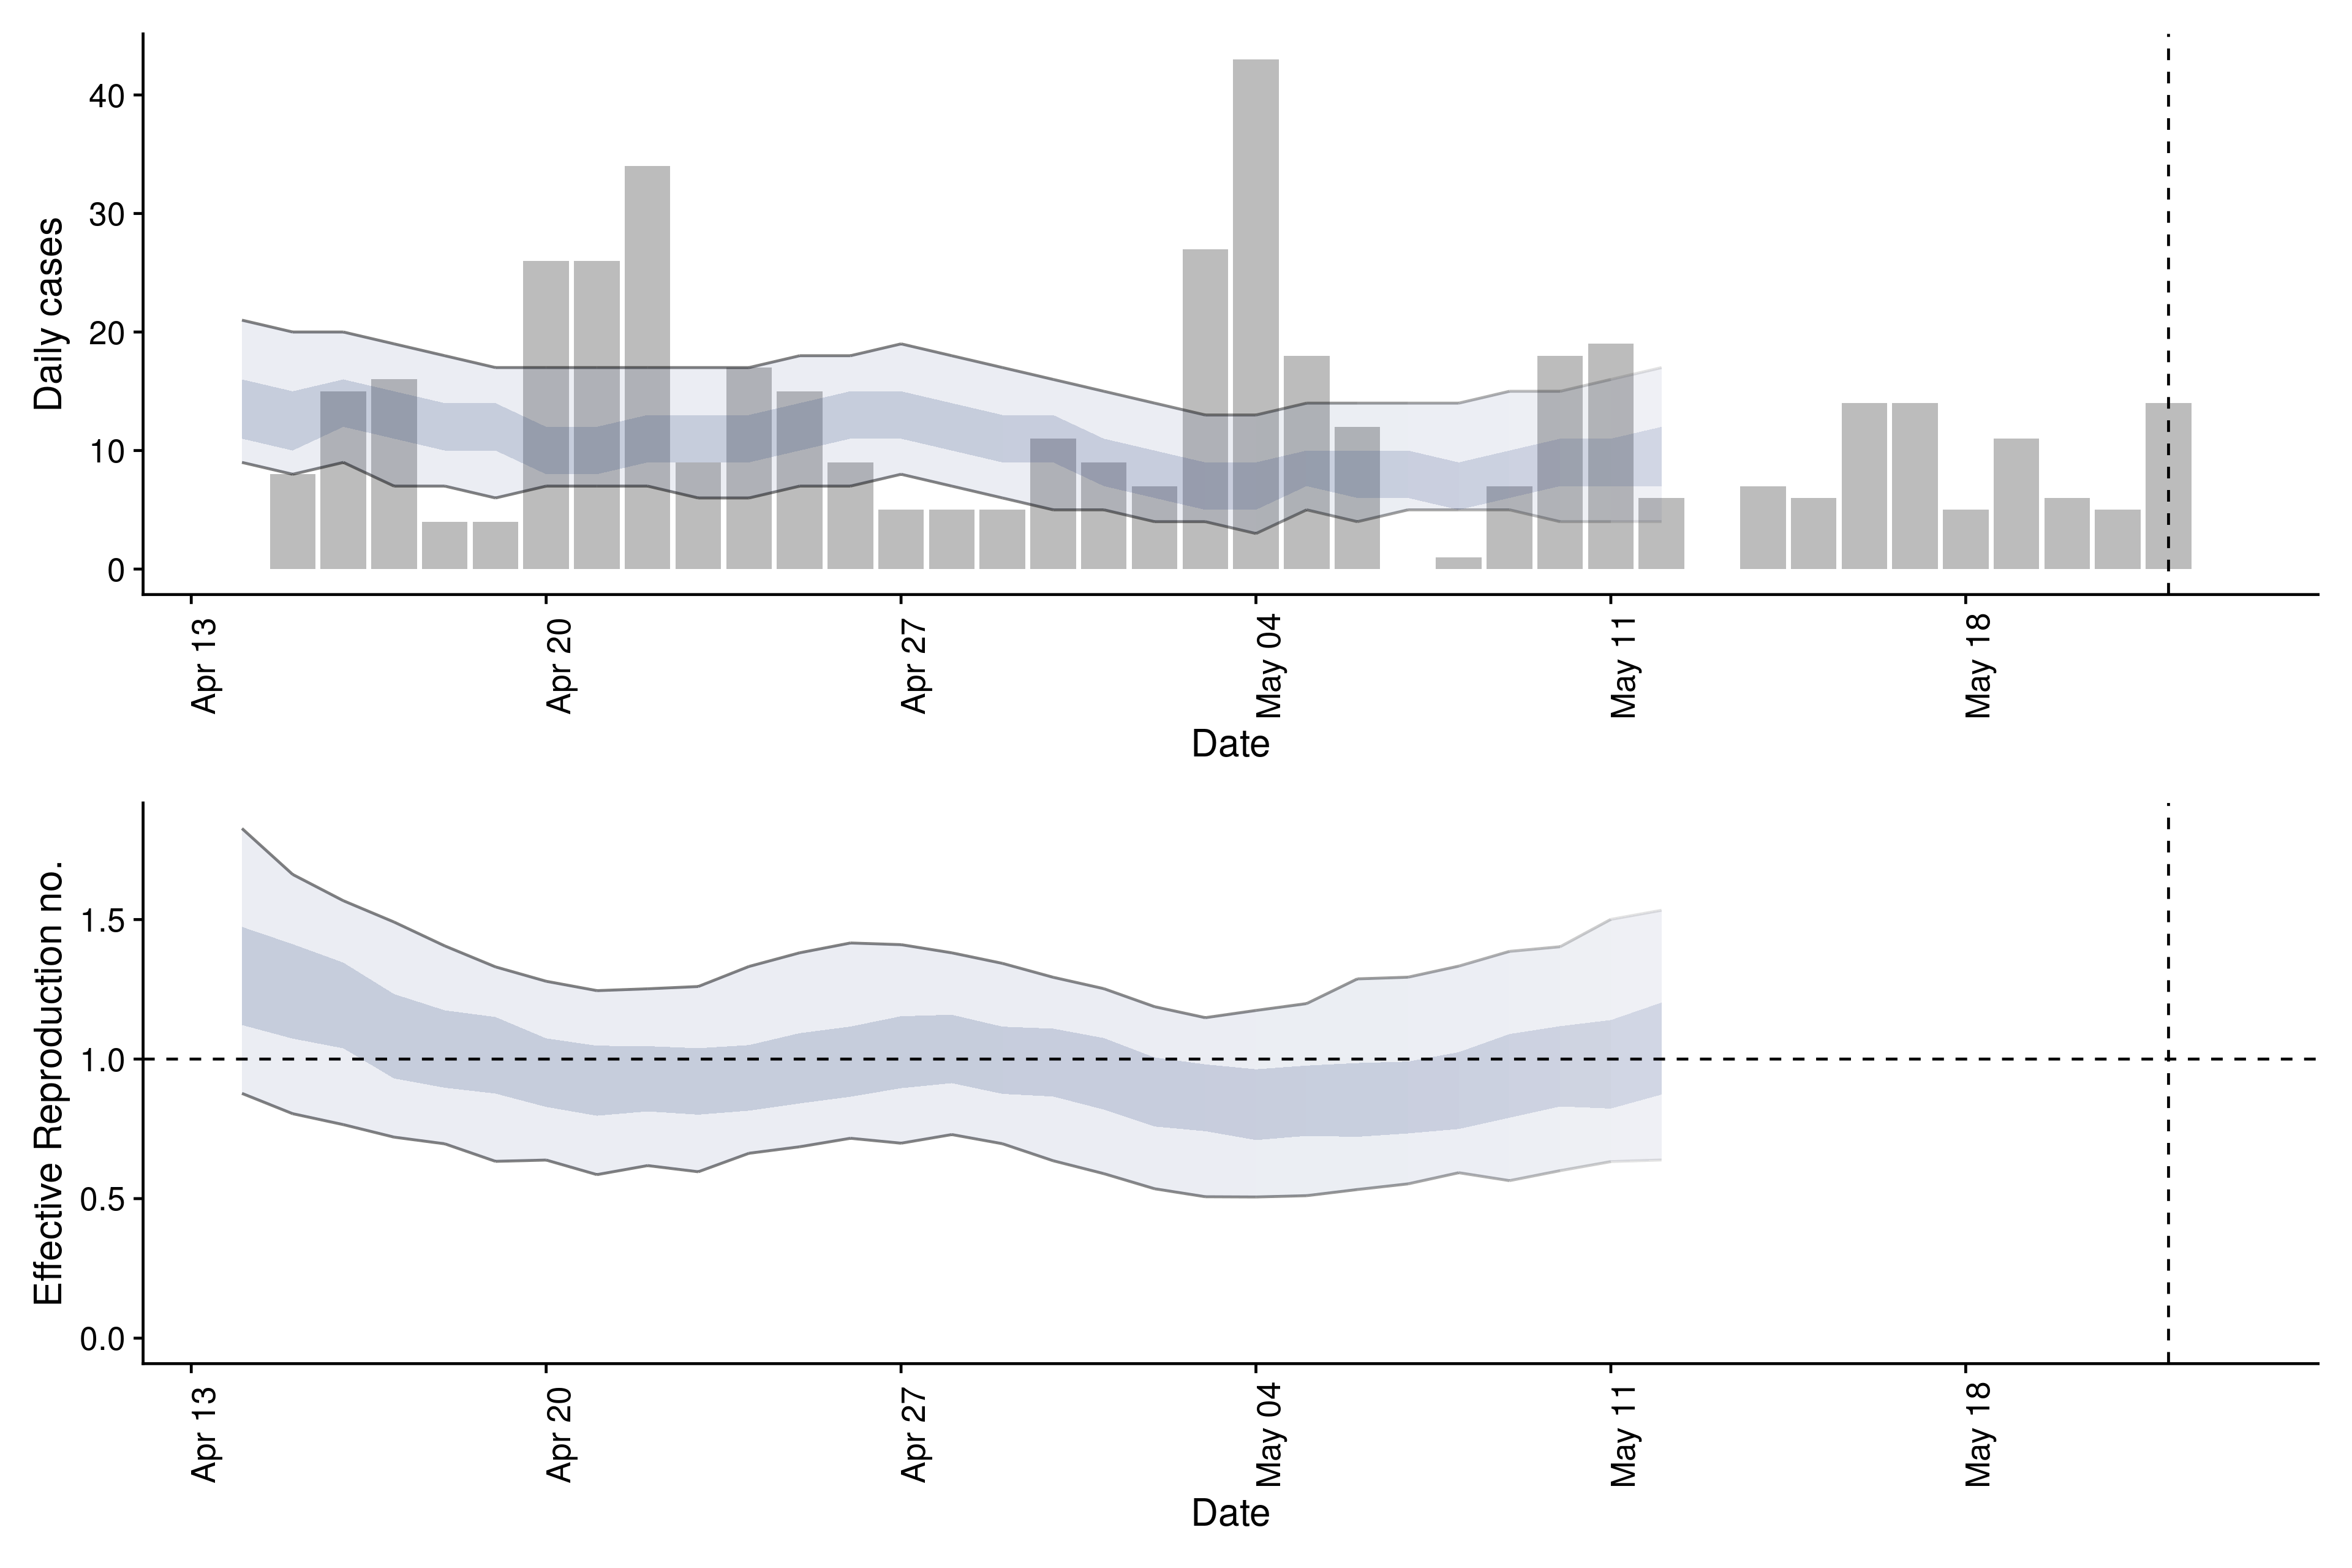 Daily cases
40
30
20
10
0
Apr 13
Apr 20
Apr 27
May 04
May 11
May 18
Date
Effective Reproduction no.
1.5
1.0
0.5
0.0
Apr 13
Apr 20
Apr 27
May 04
May 11
May 18
Date